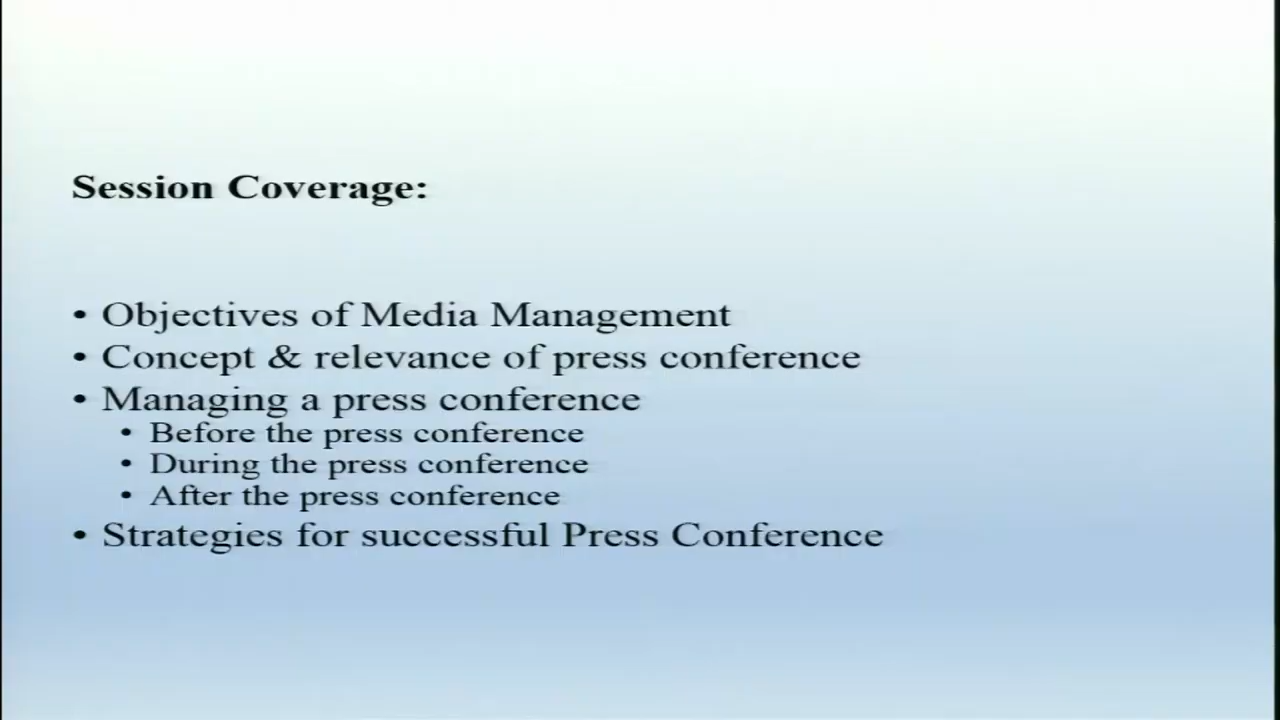 Session Coverage:
• Objectives of Media Management
• Concept & relevance of press conference
• Managing a press conference
• Before the press conference
• During the press conference
• After the press conference
• Strategies for successful Press Conference